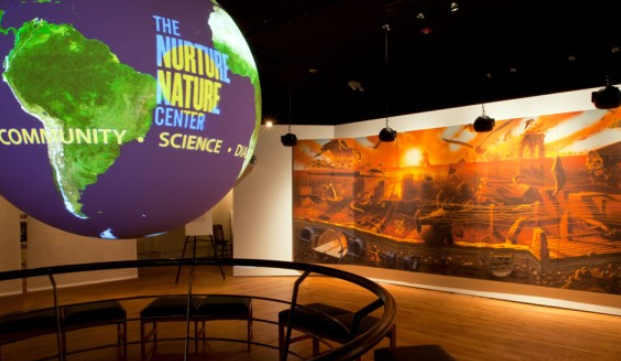 THE
NURTURE
NATURE
CENTER
COMMUNITY • SCIENCE •